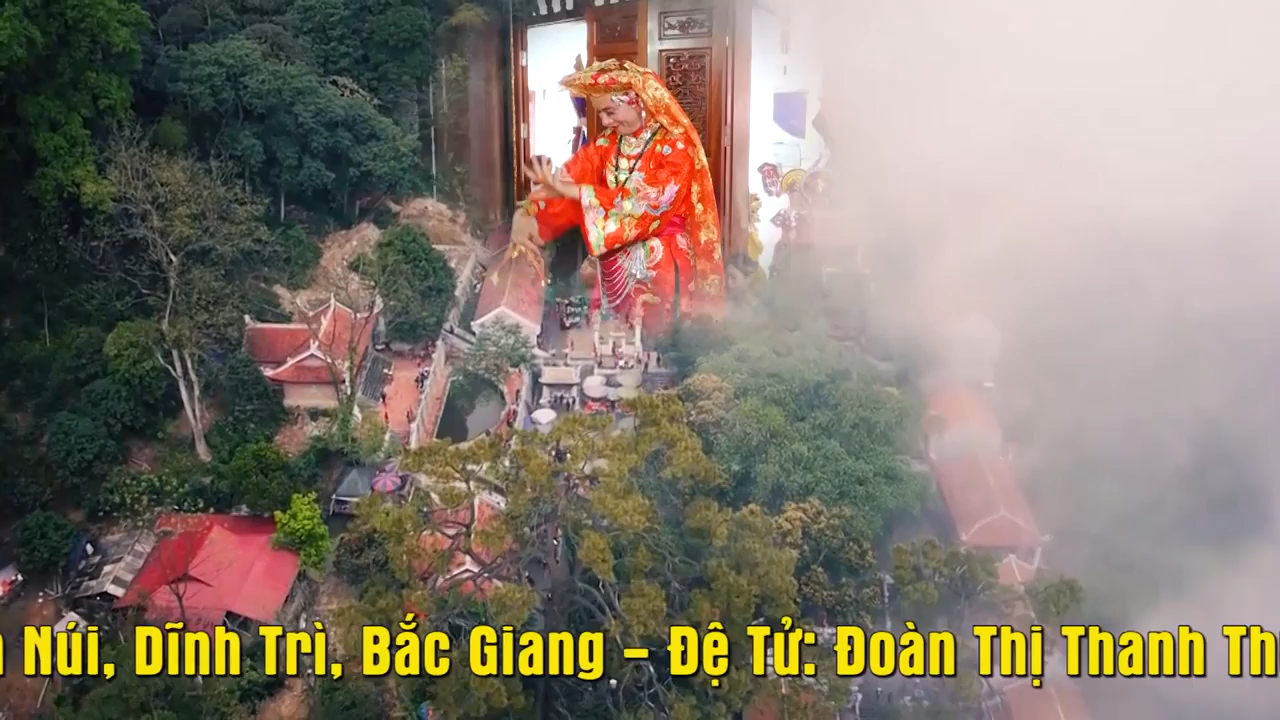 Núi, Dĩnh Trì, Bắc Giang – Đệ Tử: Đoàn Thị Thanh